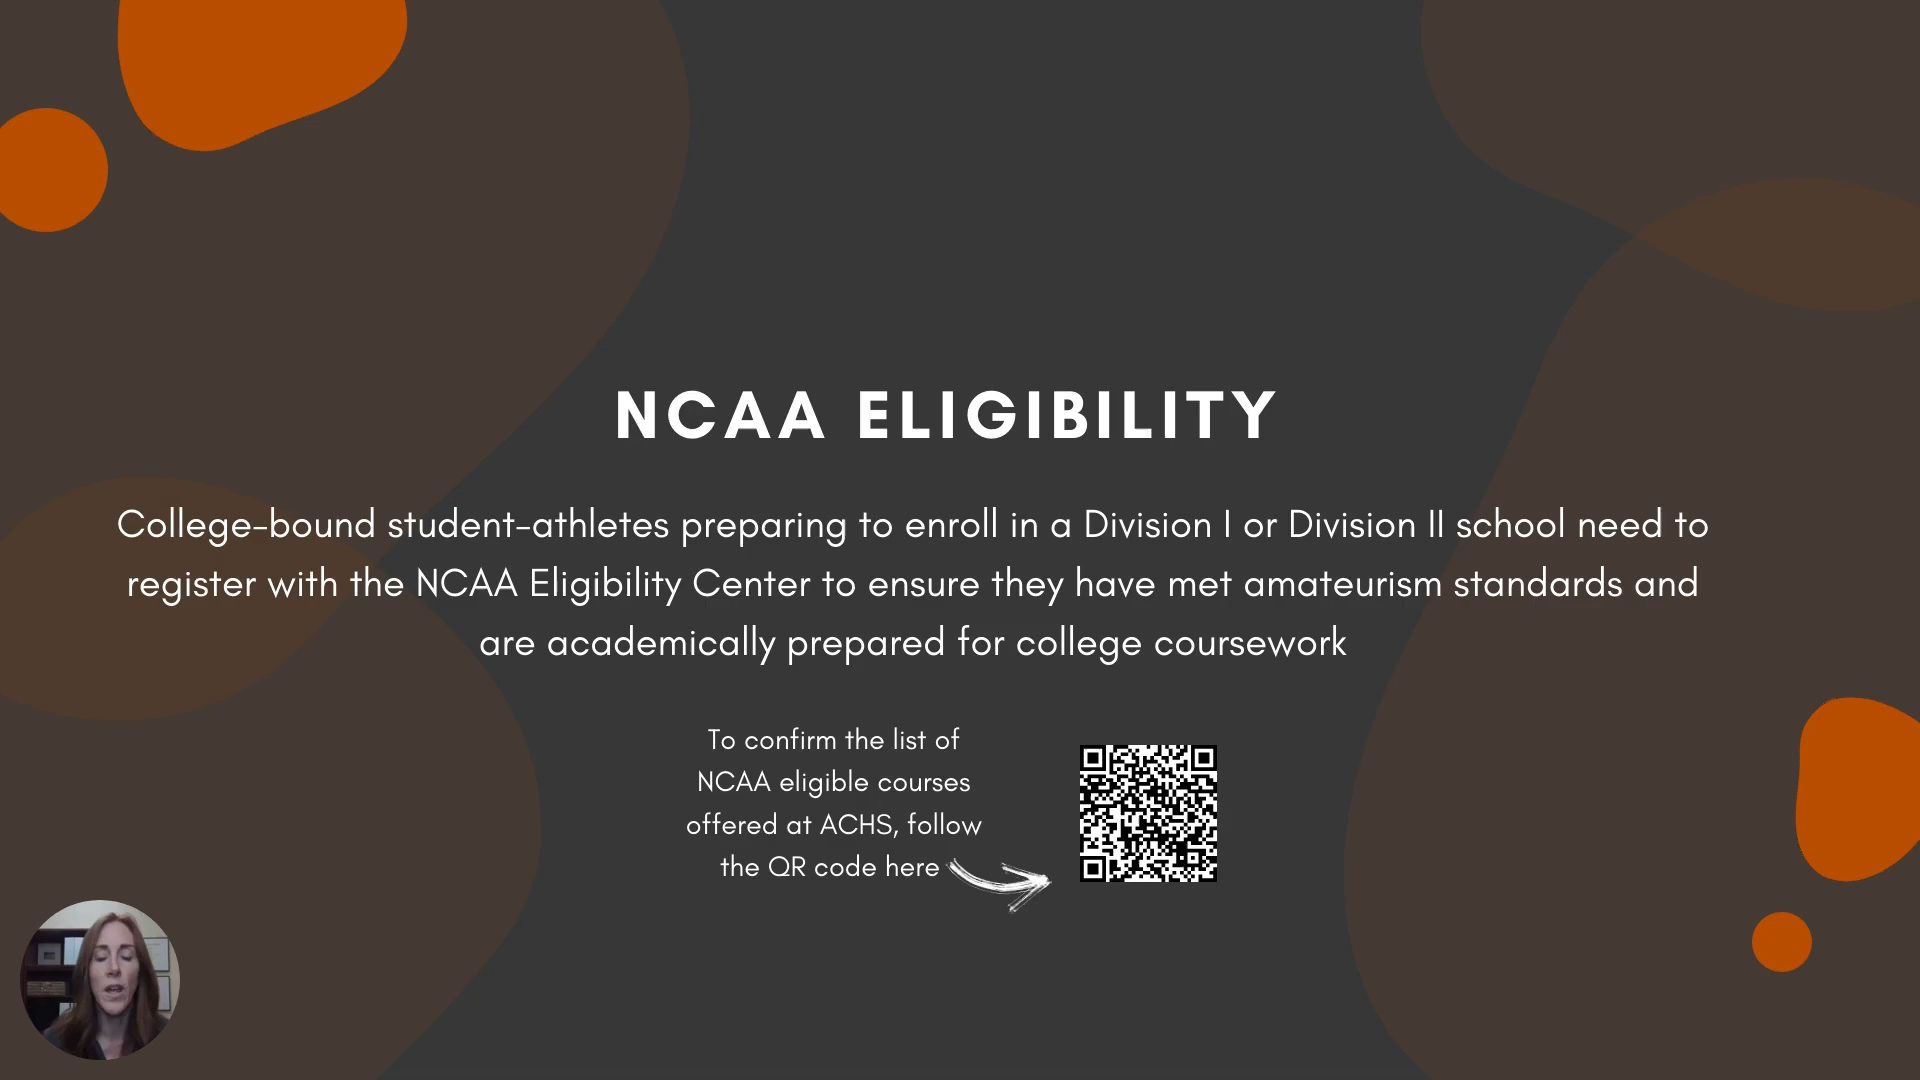 NCAA ELIGIBILITY
College-bound student-athletes preparing to enroll in a Division I or Division II school need to
register with the NCAA Eligibility Center to ensure they have met amateurism standards and
are academically prepared for college coursework
To confirm the list of
NCAA eligible courses
offered at ACHS, follow
the QR code here